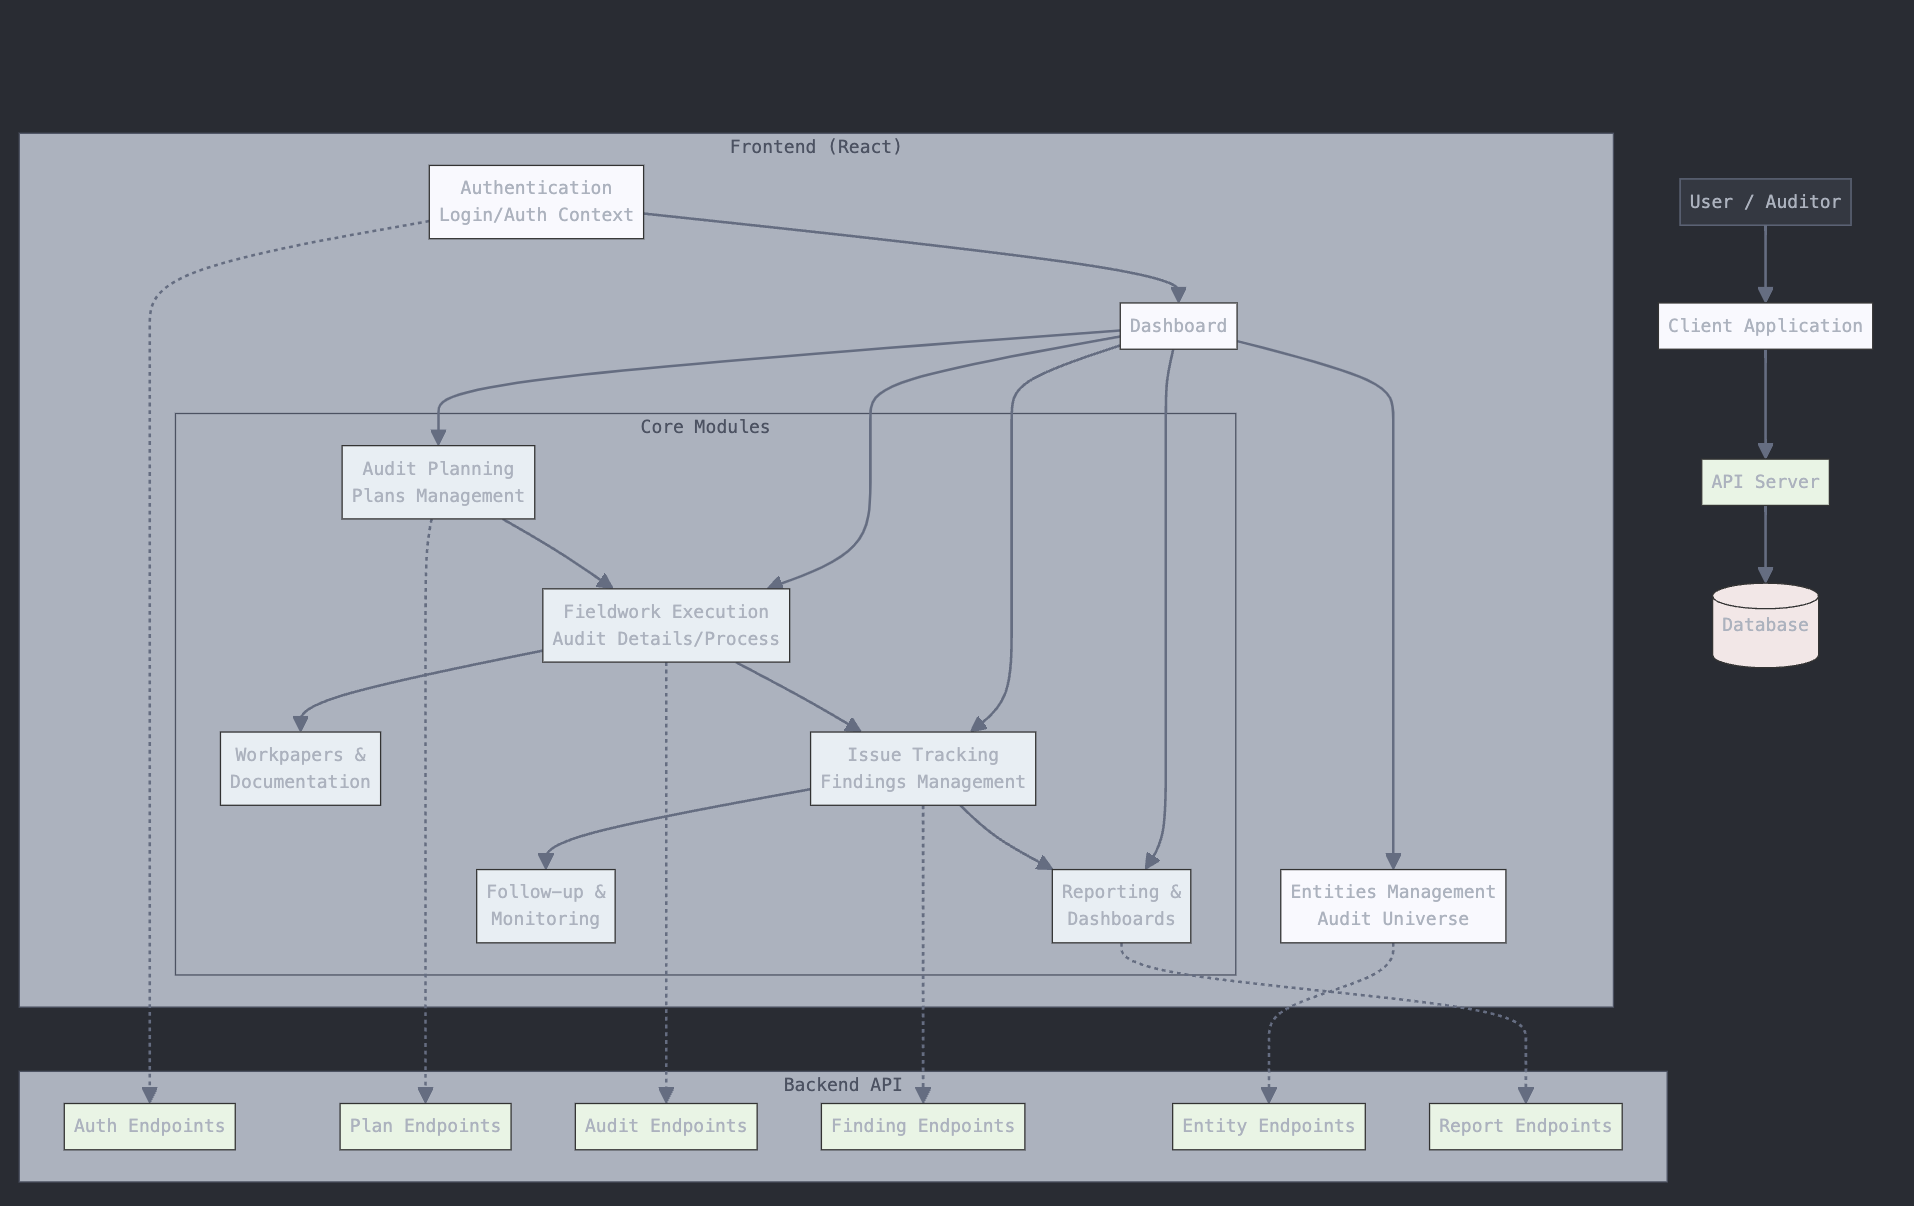 Frontend (React)
Authentication
Login/Auth Context
User / Auditor
Dashboard
Client Application
Core Modules
Audit Planning
Plans Management
API Server
Fieldwork Execution
Audit Details/Process
Database
Workpapers &
Documentation
Issue Tracking
Findings Management
Follow-up &
Monitoring
Reporting &
Dashboards
Entities Management
Audit Universe
Backend API
Auth Endpoints
Plan Endpoints
Audit Endpoints
Finding Endpoints
Entity Endpoints
Report Endpoints